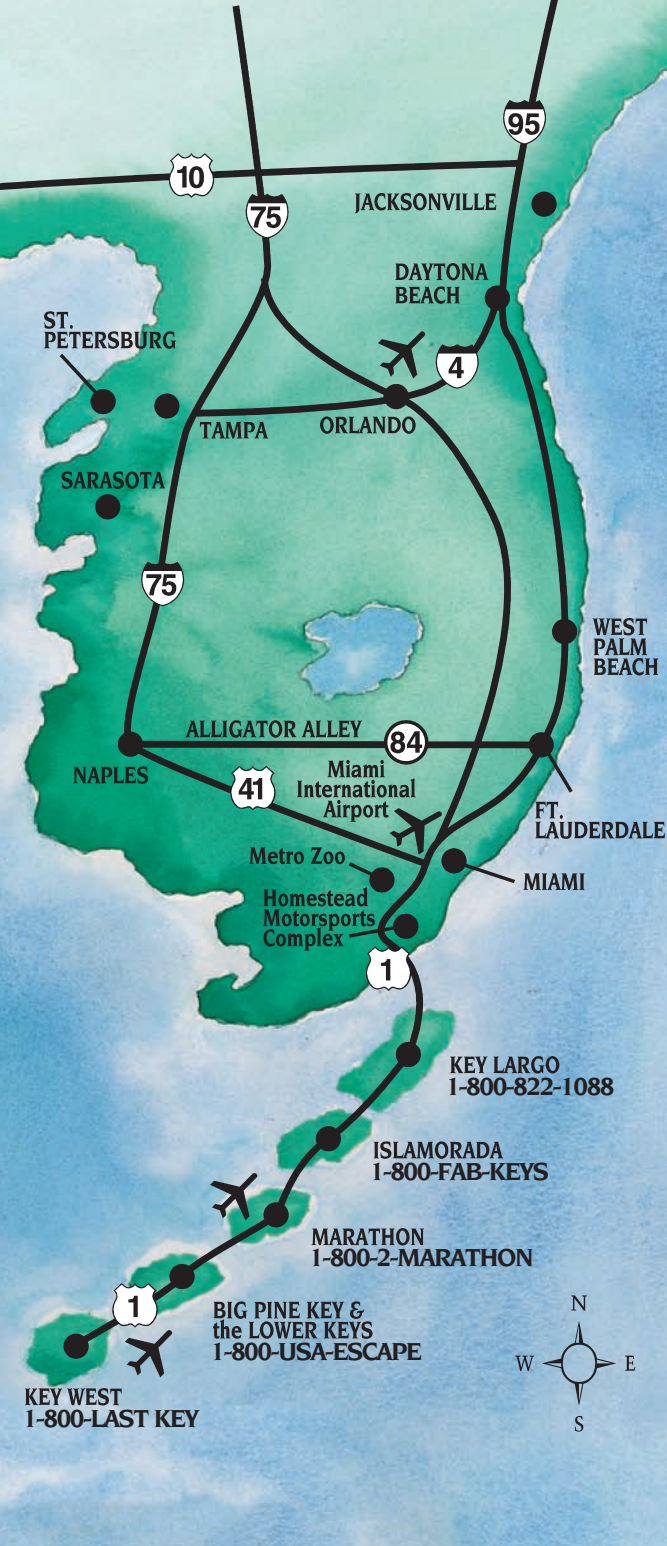 95
10
75
JACKSONVILLE
DAYTONA
BEACH
ST.
PETERSBURG
4
TAMPA
ORLANDO
SARASOTA
75
WEST
PALM
BEACH
ALLIGATOR ALLEY
84
NAPLES
Miami
International
Airport
41
FT.
LAUDERDALE
Metro Zoo
MIAMI
Homestead
Motorsports
Complex
1
KEY LARGO
1-800-822-1088
ISLAMORADA
1-800-FAB-KEYS
MARATHON
1-800-2-MARATHON
1
BIG PINE KEY &
the LOWER KEYS
1-800-USA-ESCAPE
KEY WEST
1-800-LAST KEY
N
W
E
S